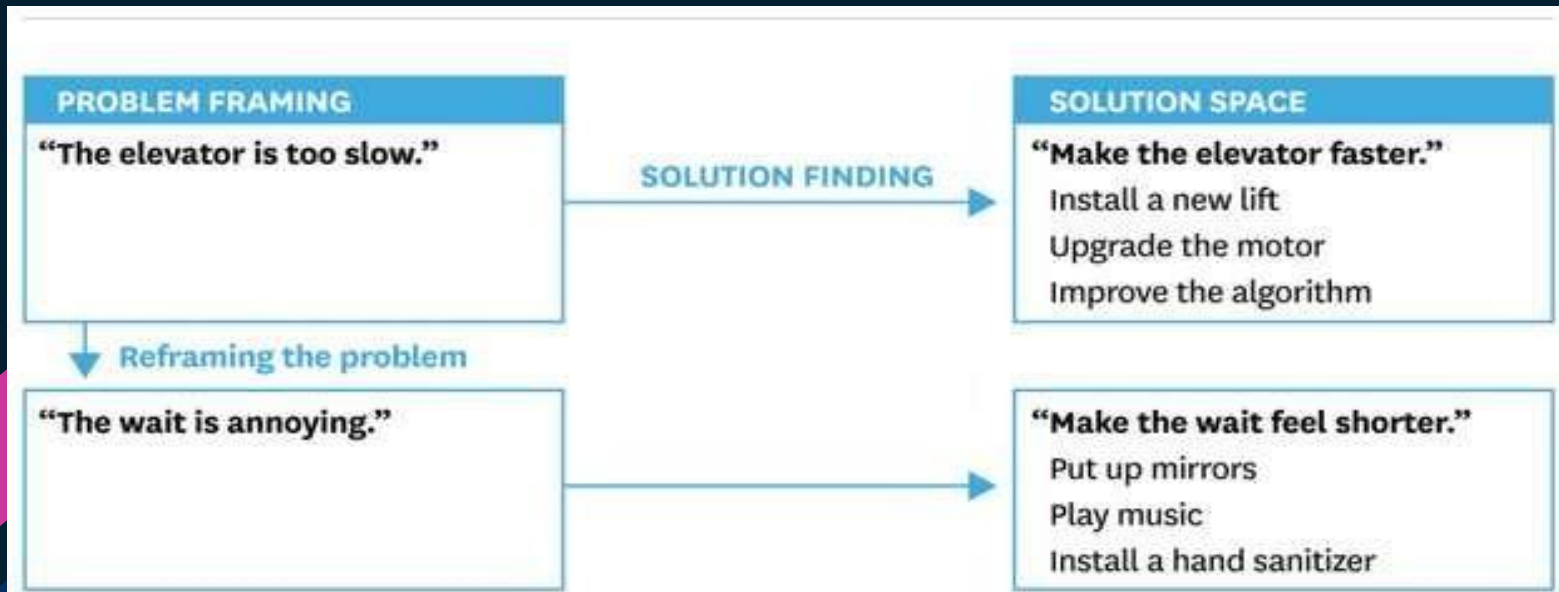 PROBLEM FRAMING
“The elevator is too slow.”
SOLUTION FINDING
SOLUTION SPACE
“Make the elevator faster.”
Install a new lift
Upgrade the motor
Improve the algorithm
Reframing the problem
“The wait is annoying.”
“Make the wait feel shorter.”
Put up mirrors
Play music
Install a hand sanitizer